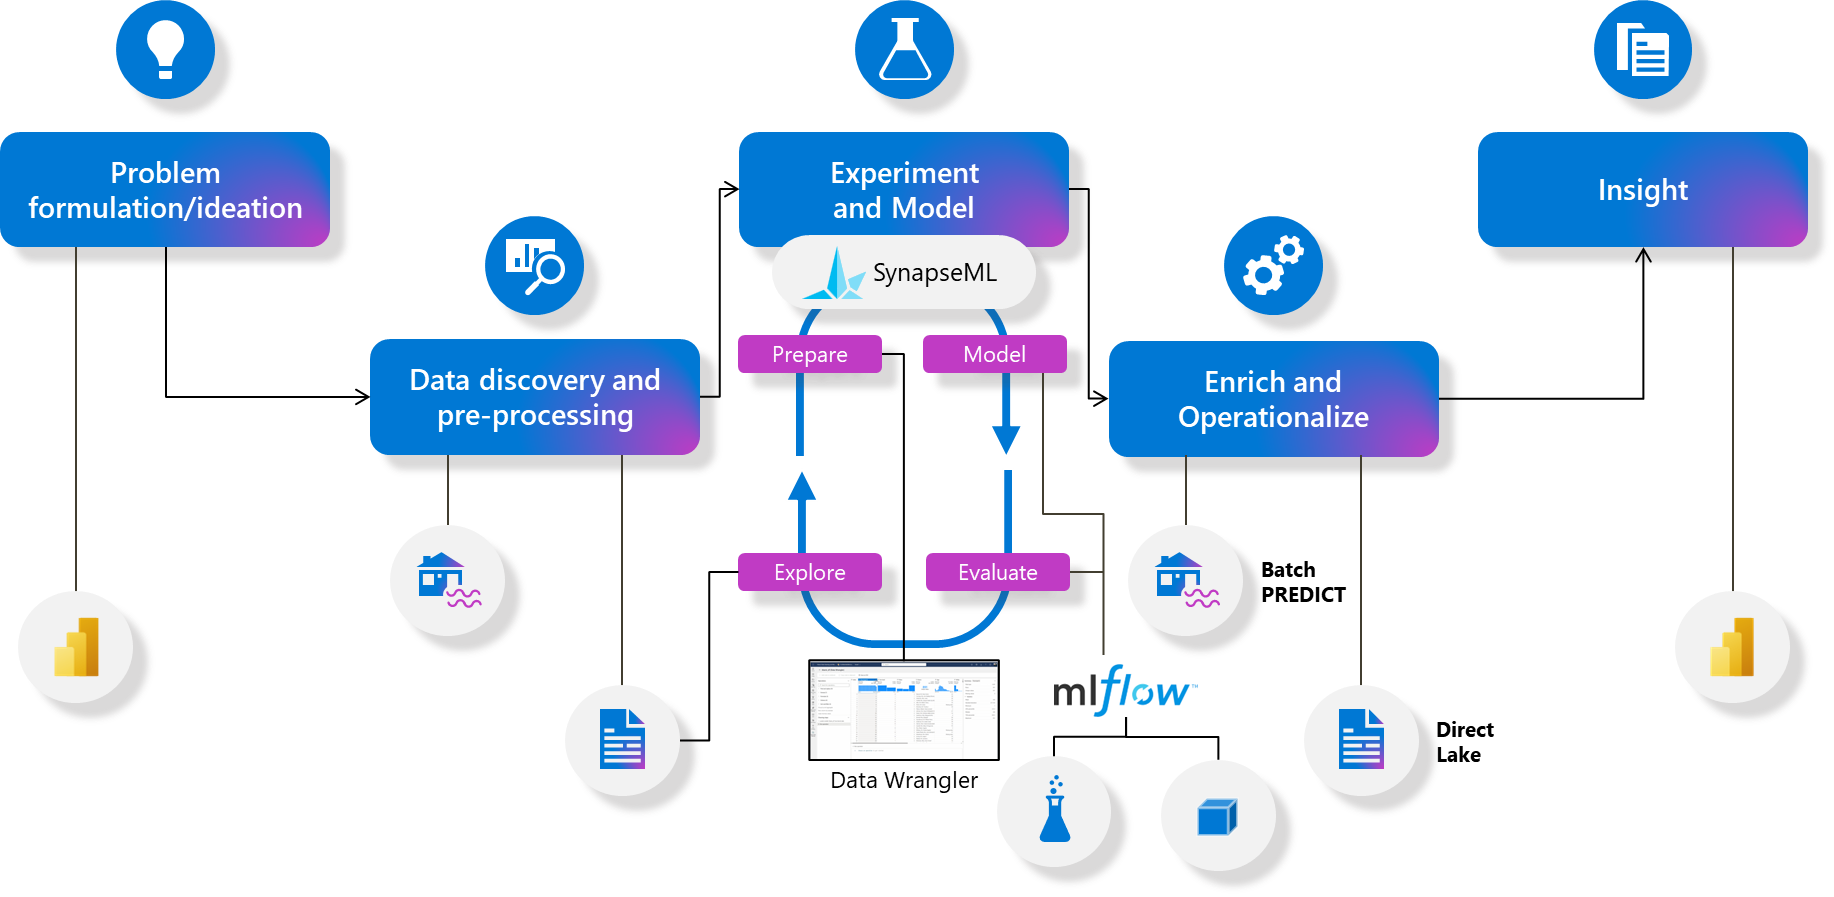 Problem
formulation/ideation
Data discovery and
pre-processing
Experiment
and Model
SynapseML
Prepare
Model
Explore
Evaluate
Data Wrangler
mlflow™
Enrich and
Operationalize
Batch
PREDICT
Direct
Lake
Insight